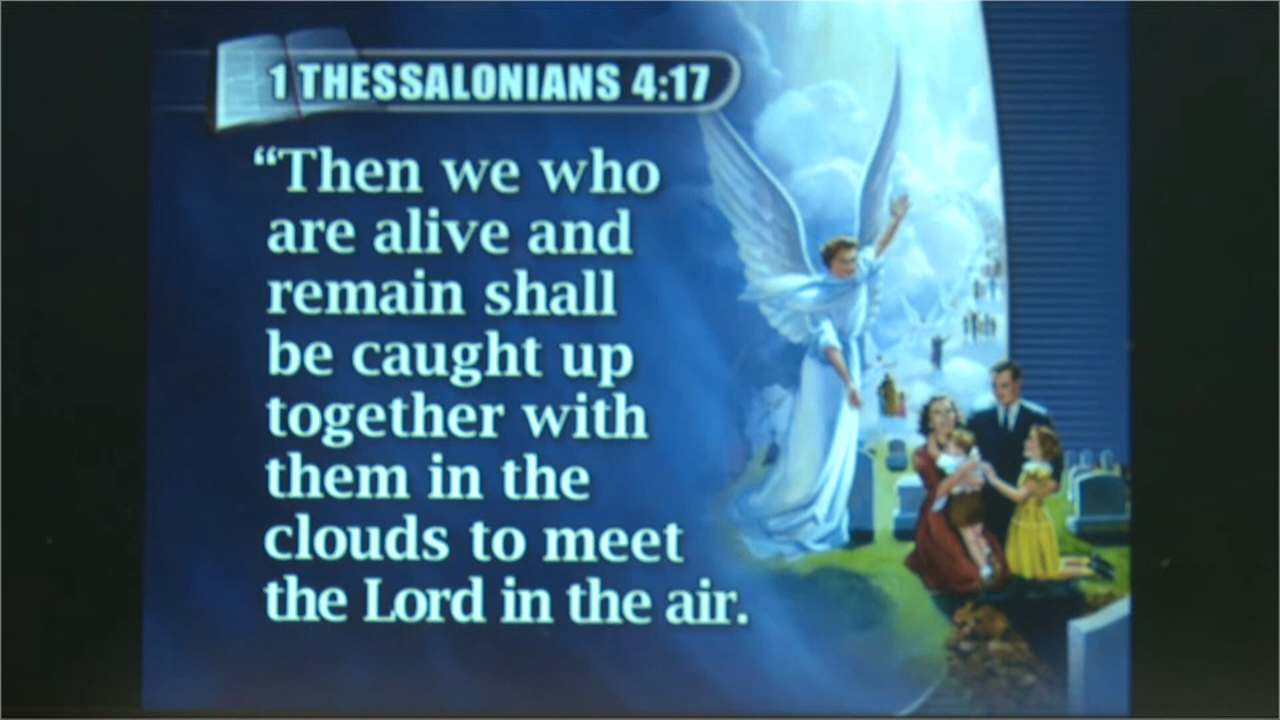 1 THESSALONIANS 4:17
“Then we who
are alive and
remain shall
be caught up
together with
them in the
clouds to meet
the Lord in the air.